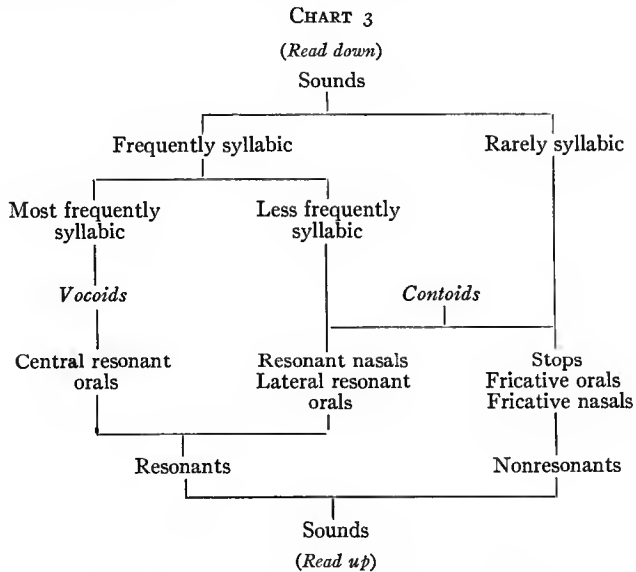 CHART 3
(Read down)
Sounds
Frequently syllabic
Rarely syllabic
Most frequently
syllabic
Less frequently
syllabic
Vocoids
Contoids
Central resonant
orals
Resonant nasals
Lateral resonant
orals
Stops
Fricative orals
Fricative nasals
Resonants
Nonresonants
Sounds
(Read up)